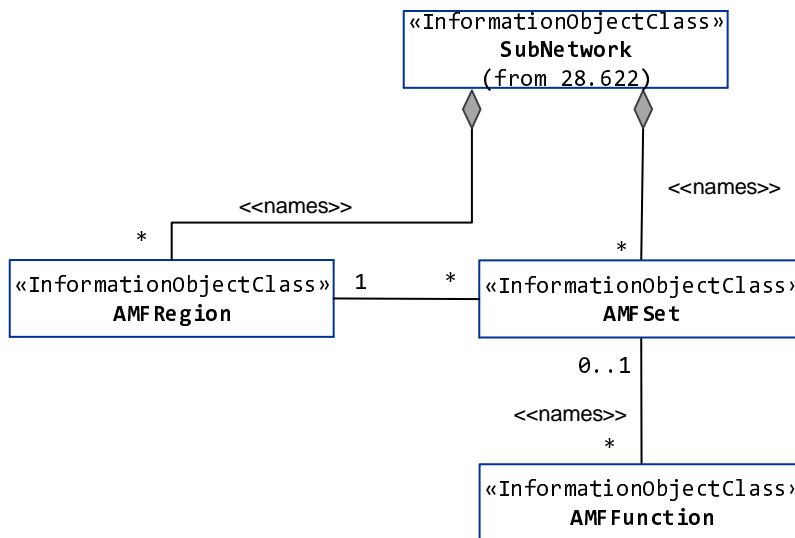 «InformationObjectClass»
SubNetwork
(from 28.622)
<<names>>
<<names>>
*
*
«InformationObjectClass»
AMFRegion
1
*
«InformationObjectClass»
AMFSet
0..1
<<names>>
*
«InformationObjectClass»
AMFFunction